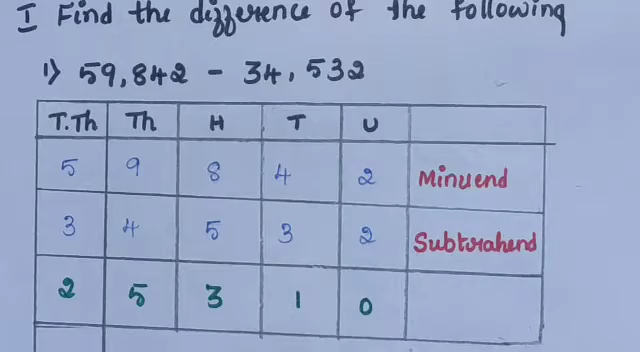 I Find the difference of the following
1) 59,842 - 34,532
T.Th Th H T U
5 9 8 4 2 Minuend
3 4 5 3 2 Subtrahend
2 5 3 1 0